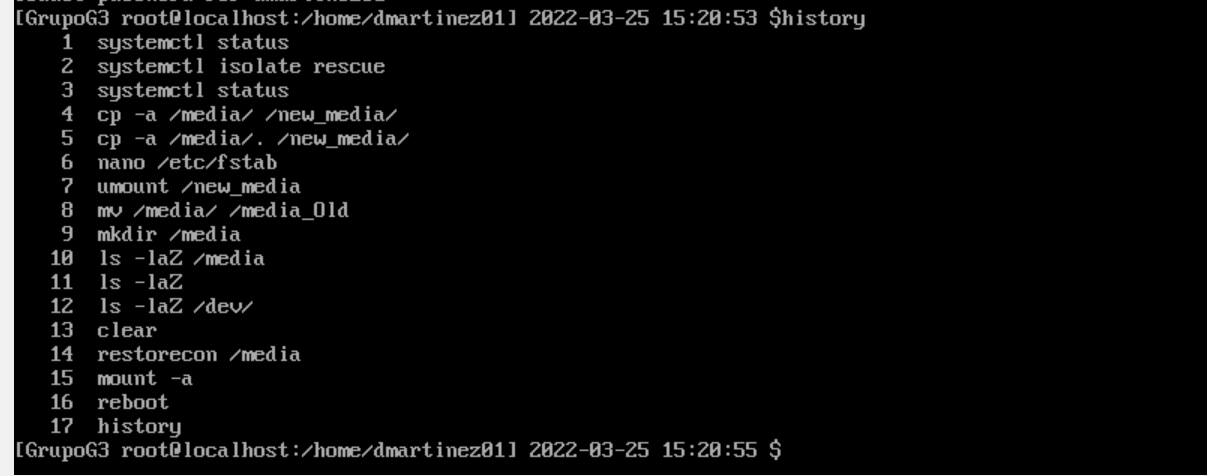 [GrupoG3 root@localhost:/home/dmartinez01] 2022-03-25 15:20:53 $history
1 systemctl status
2 systemctl isolate rescue
3 systemctl status
4 cp -a /media/ /new_media/
5 cp -a /media/. /new_media/
6 nano /etc/fstab
7 umount /new_media
8 mv /media/ /media_Old
9 mkdir /media
10 ls -laZ /media
11 ls -laZ
12 ls -laZ /dev/
13 clear
14 restorecon /media
15 mount -a
16 reboot
17 history
[GrupoG3 root@localhost:/home/dmartinez01] 2022-03-25 15:20:55 $